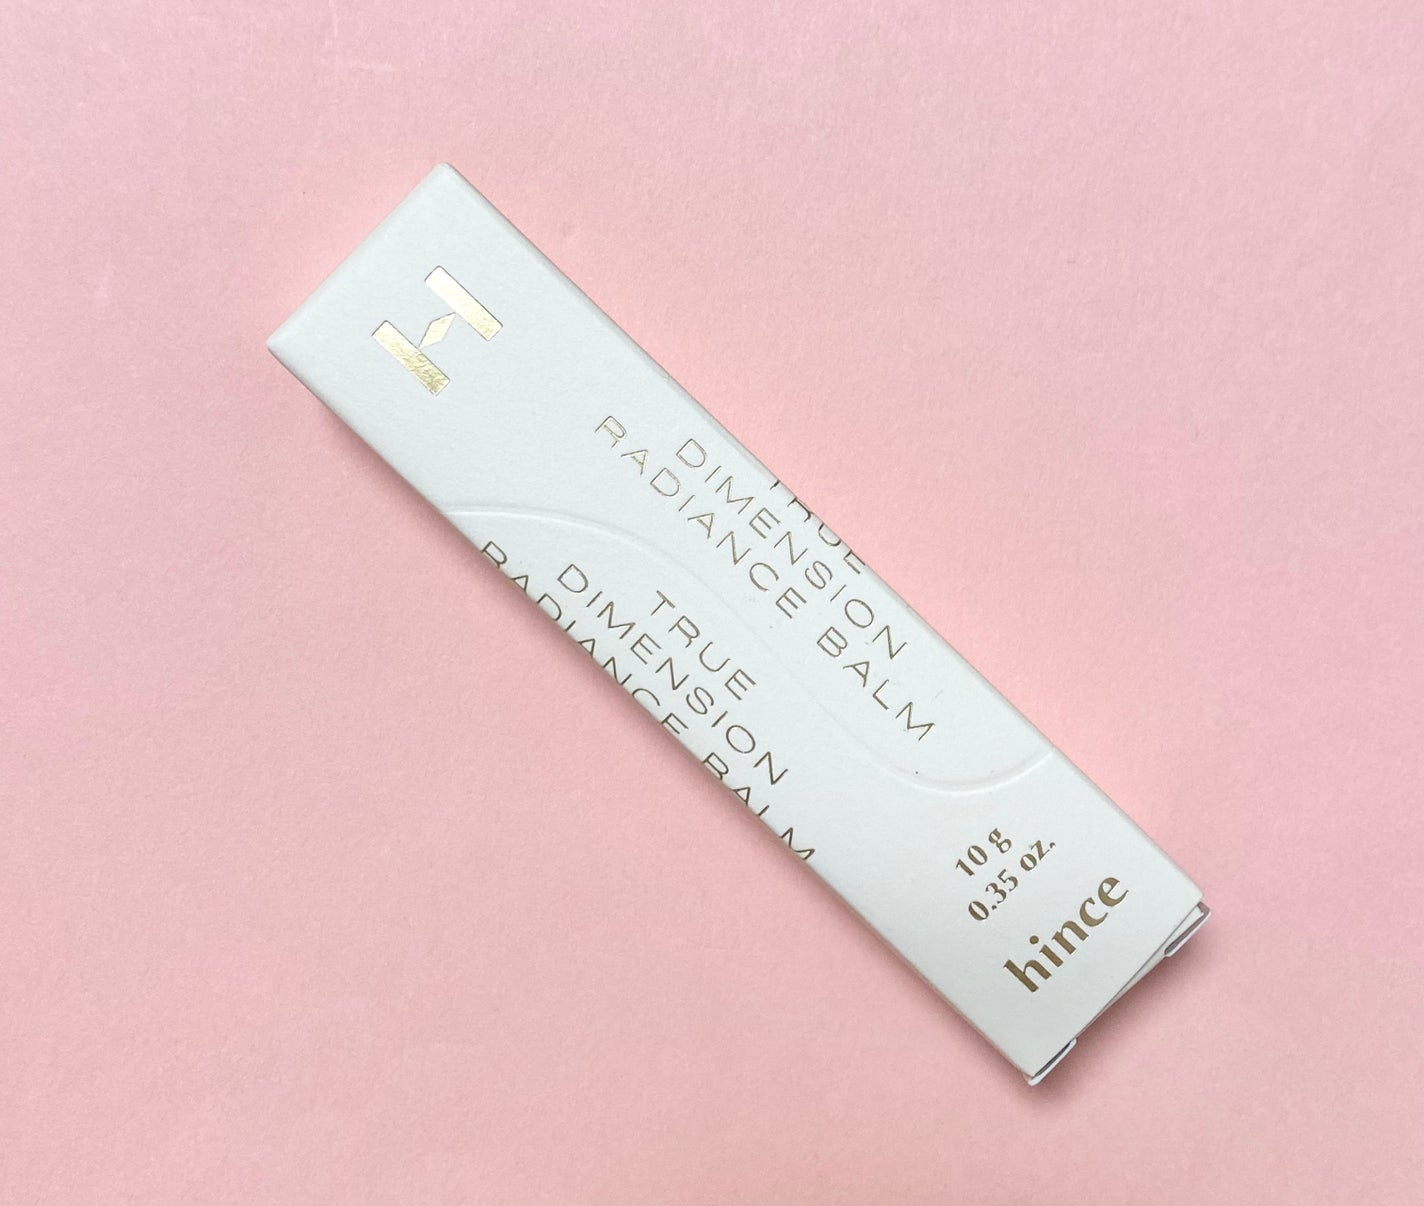 H
TRUE
DIMENSION
RADIANCE BALM
TRUE
DIMENSION
RADIANCE BALM
10 g
0.35 oz.
hince